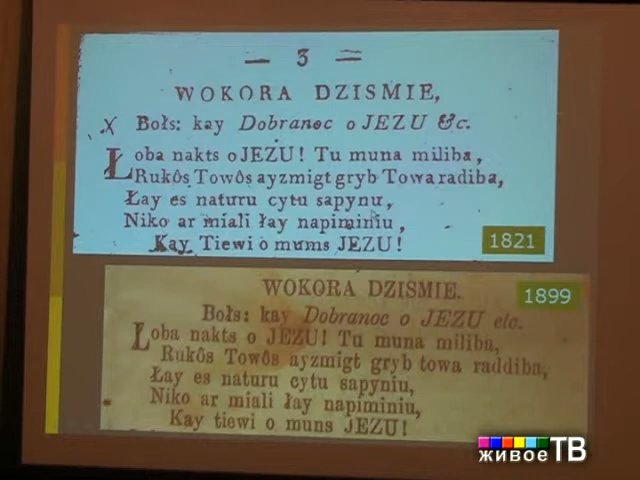 — 3 =
WOKORA DZISMIE,
X Bołs: kay Dobranoc o JEZU &c.
Łoba nakts o JEZU! Tu muna miliba,
Rukôs Towôs ayzmigt gryb Towa radiba,
Łay es naturu cytu sapynu,
Niko ar miali łay napiminiu,
Kay Tiewi o mums JEZU!
1821
WOKORA DZISMIE.
1899
Bołs: kay Dobranoc o JEZU etc.
Łoba nakts o JEZU! Tu muna miliba,
Rukôs Towôs ayzmigt gryb towa raddiba,
Łay es naturu cytu sapyniu,
Niko ar miali łay napiminiu,
Kay tiewi o muns JEZU!
живоеТВ